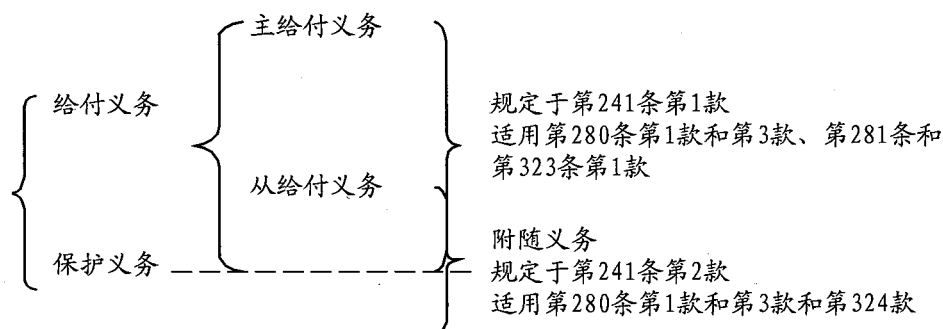 主给付义务
给付义务
规定于第241条第1款
适用第280条第1款和第3款、第281条和
第323条第1款
从给付义务
附随义务
保护义务
规定于第241条第2款
适用第280条第1款和第3款和第324款